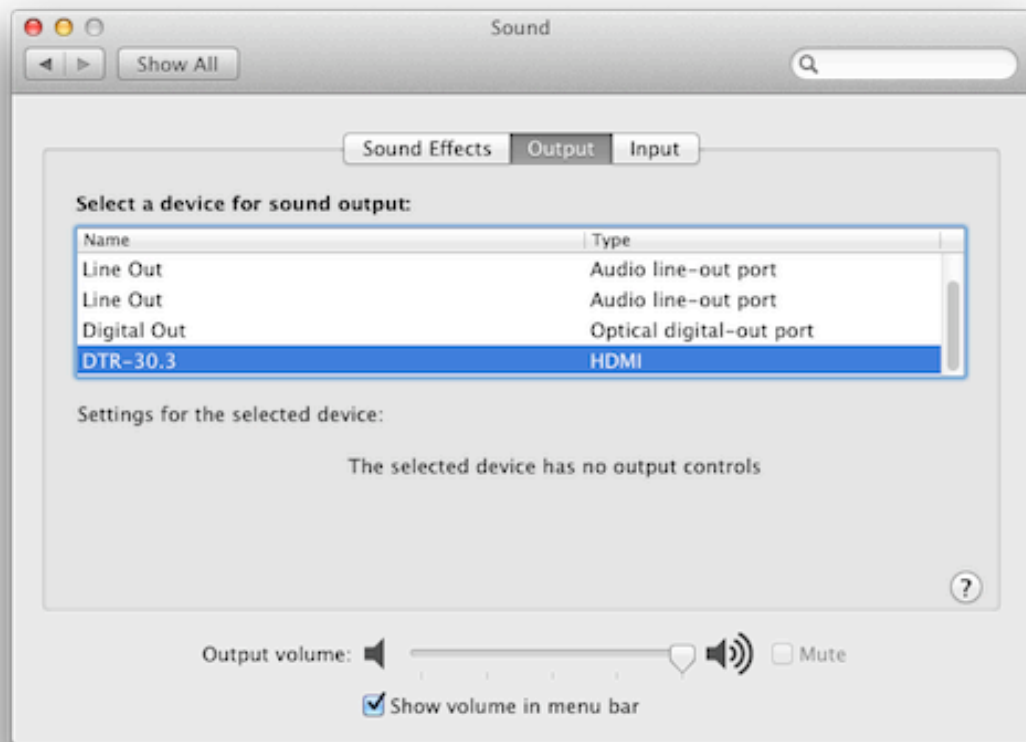 Sound
Show All
Sound Effects Output Input
Select a device for sound output:
Name Type
Line Out Audio line-out port
Line Out Audio line-out port
Digital Out Optical digital-out port
DTR-30.3 HDMI
Settings for the selected device:
The selected device has no output controls
?
Output volume: Mute
Show volume in menu bar